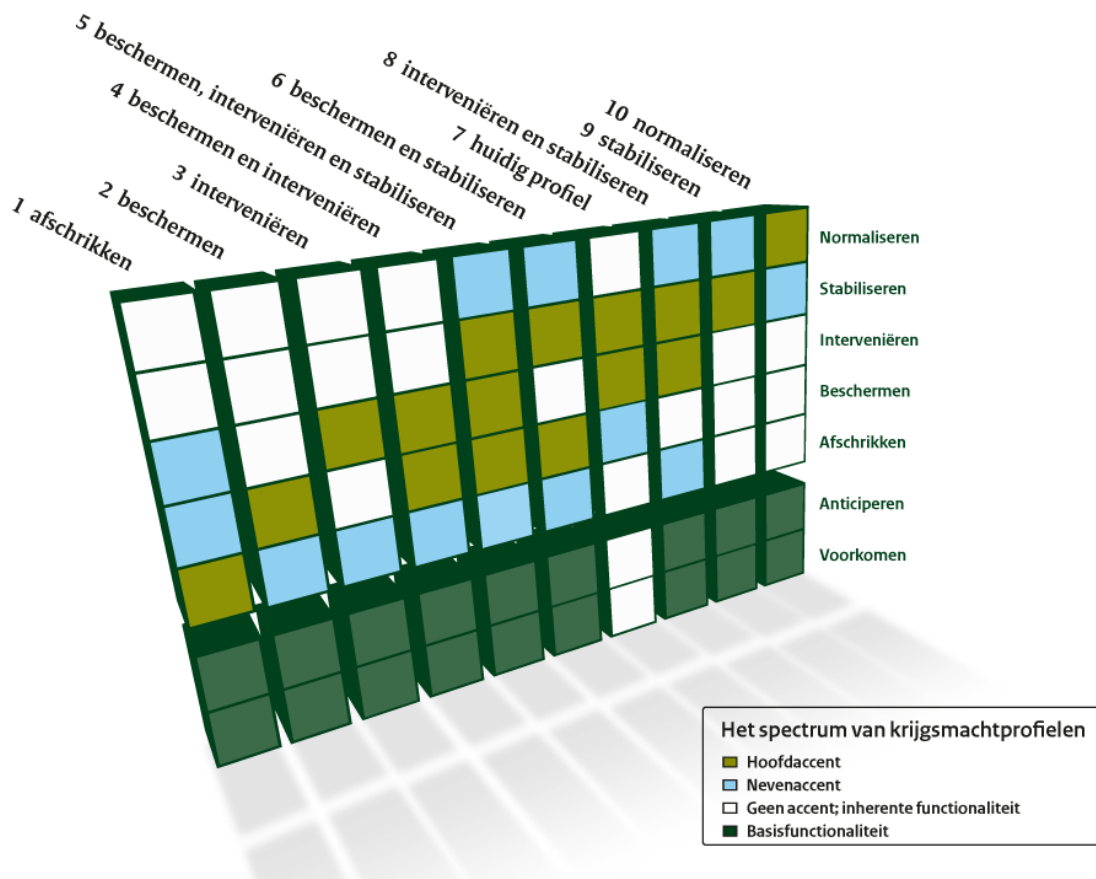 1 afschrikken
2 beschermen
3 interveniëren
4 beschermen en interveniëren
5 beschermen, interveniëren en stabiliseren
6 beschermen en stabiliseren
7 huidig profiel
8 interveniëren en stabiliseren
9 stabiliseren
10 normaliseren
Normaliseren
Stabiliseren
Interveniëren
Beschermen
Afschrikken
Anticiperen
Voorkomen
Het spectrum van krijgsmachtprofielen
Hoofdaccent
Nevenaccent
Geen accent; inherente functionaliteit
Basisfunctionaliteit